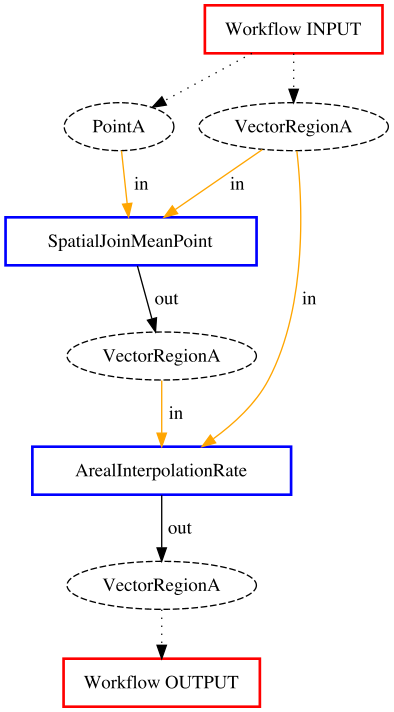 Workflow INPUT
PointA
VectorRegionA
in
in
SpatialJoinMeanPoint
out
in
VectorRegionA
in
ArealInterpolationRate
out
VectorRegionA
Workflow OUTPUT